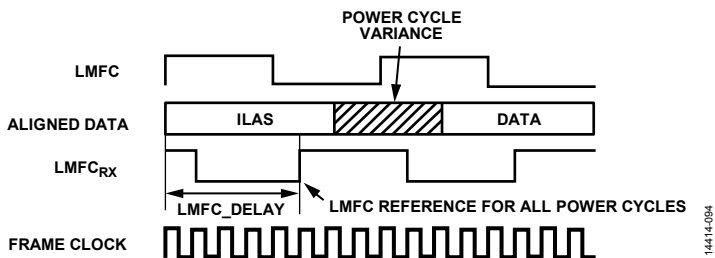 POWER CYCLE
VARIANCE
LMFC
ALIGNED DATA
ILAS
DATA
LMFCRX
LMFC_DELAY
LMFC REFERENCE FOR ALL POWER CYCLES
FRAME CLOCK
14414-094